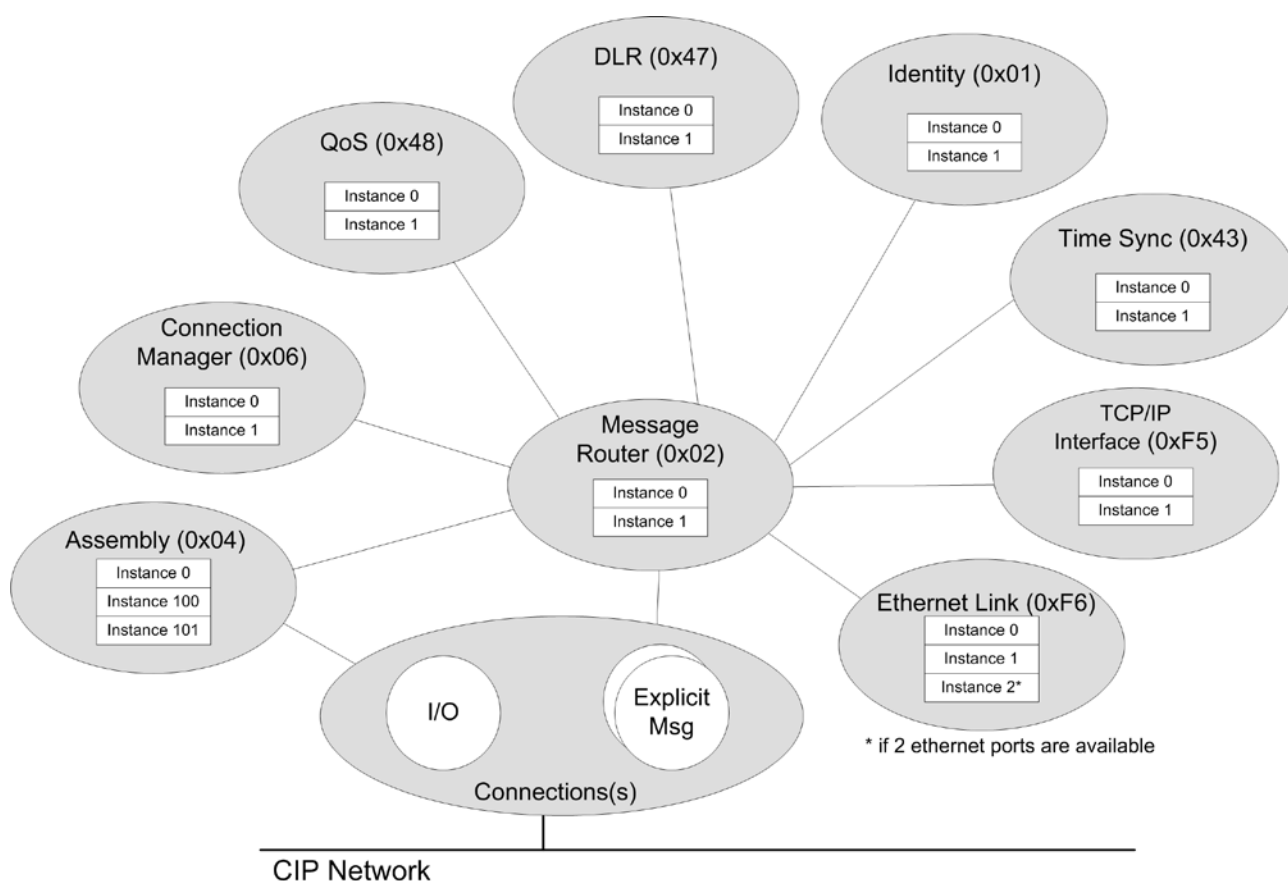 DLR (0x47)
Instance 0
Instance 1
Identity (0x01)
Instance 0
Instance 1
QoS (0x48)
Instance 0
Instance 1
Time Sync (0x43)
Instance 0
Instance 1
Connection
Manager (0x06)
Instance 0
Instance 1
Message
Router (0x02)
Instance 0
Instance 1
TCP/IP
Interface (0xF5)
Instance 0
Instance 1
Assembly (0x04)
Instance 0
Instance 100
Instance 101
Ethernet Link (0xF6)
Instance 0
Instance 1
Instance 2*
* if 2 ethernet ports are available
I/O
Explicit
Msg
Connections(s)
CIP Network